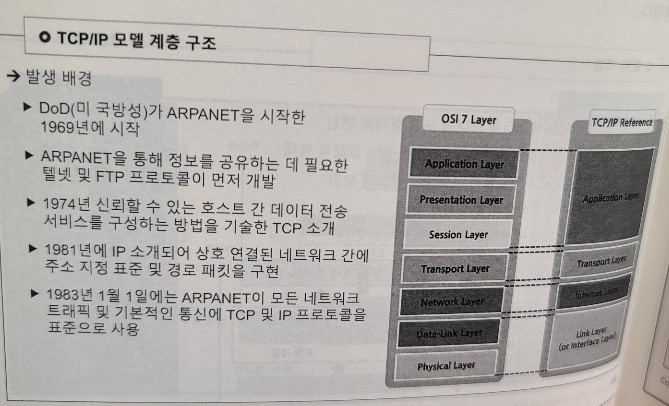 TCP/IP 모델 계층 구조
→ 발생 배경
▶ DoD(미 국방성)가 ARPANET을 시작한
1969년에 시작
▶ ARPANET을 통해 정보를 공유하는 데 필요한
텔넷 및 FTP 프로토콜이 먼저 개발
▶ 1974년 신뢰할 수 있는 호스트 간 데이터 전송
서비스를 구성하는 방법을 기술한 TCP 소개
▶ 1981년에 IP 소개되어 상호 연결된 네트워크 간에
주소 지정 표준 및 경로 패킷을 구현
▶ 1983년 1월 1일에는 ARPANET이 모든 네트워크
트래픽 및 기본적인 통신에 TCP 및 IP 프로토콜을
표준으로 사용
OSI 7 Layer
Application Layer
Presentation Layer
Session Layer
Transport Layer
Network Layer
Data-Link Layer
Physical Layer
TCP/IP Reference
Application Layer
Transport Layer
Internet Layer
Link Layer
(or Interface Layer)